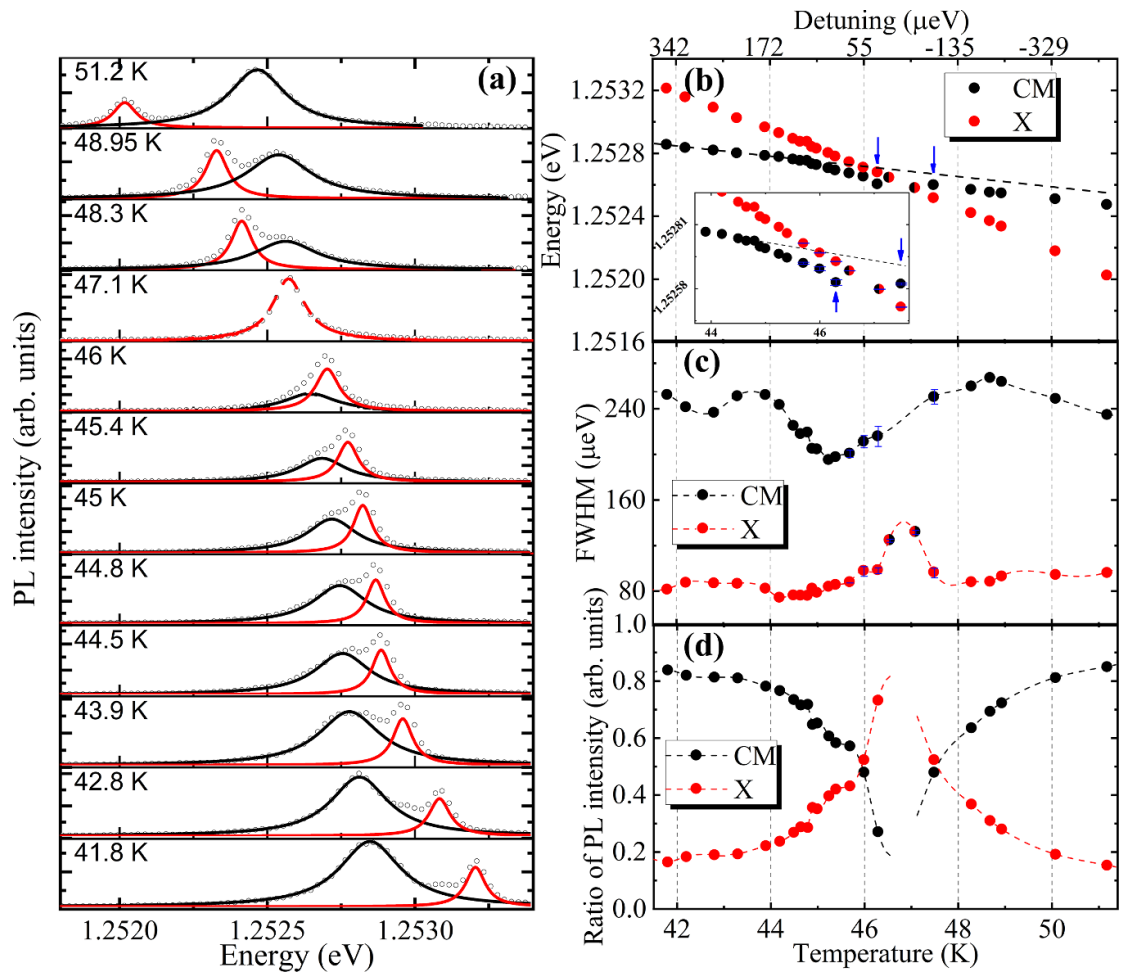 (a)
51.2 K
48.95 K
48.3 K
47.1 K
46 K
45.4 K
45 K
44.8 K
44.5 K
43.9 K
42.8 K
41.8 K
PL intensity (arb. units)
1.2520 1.2525 1.2530
Energy (eV)
Detuning (μeV)
342 172 55 -135 -329
(b)
CM
X
1.2532
1.2528
1.2524
1.2520
1.2516
Energy (eV)
1.25281
1.25258
44 46
(c)
240
160
80
FWHM (μeV)
CM
X
(d)
1.0
0.8
0.6
0.4
0.2
0.0
Ratio of PL intensity (arb. units)
CM
X
42 44 46 48 50
Temperature (K)